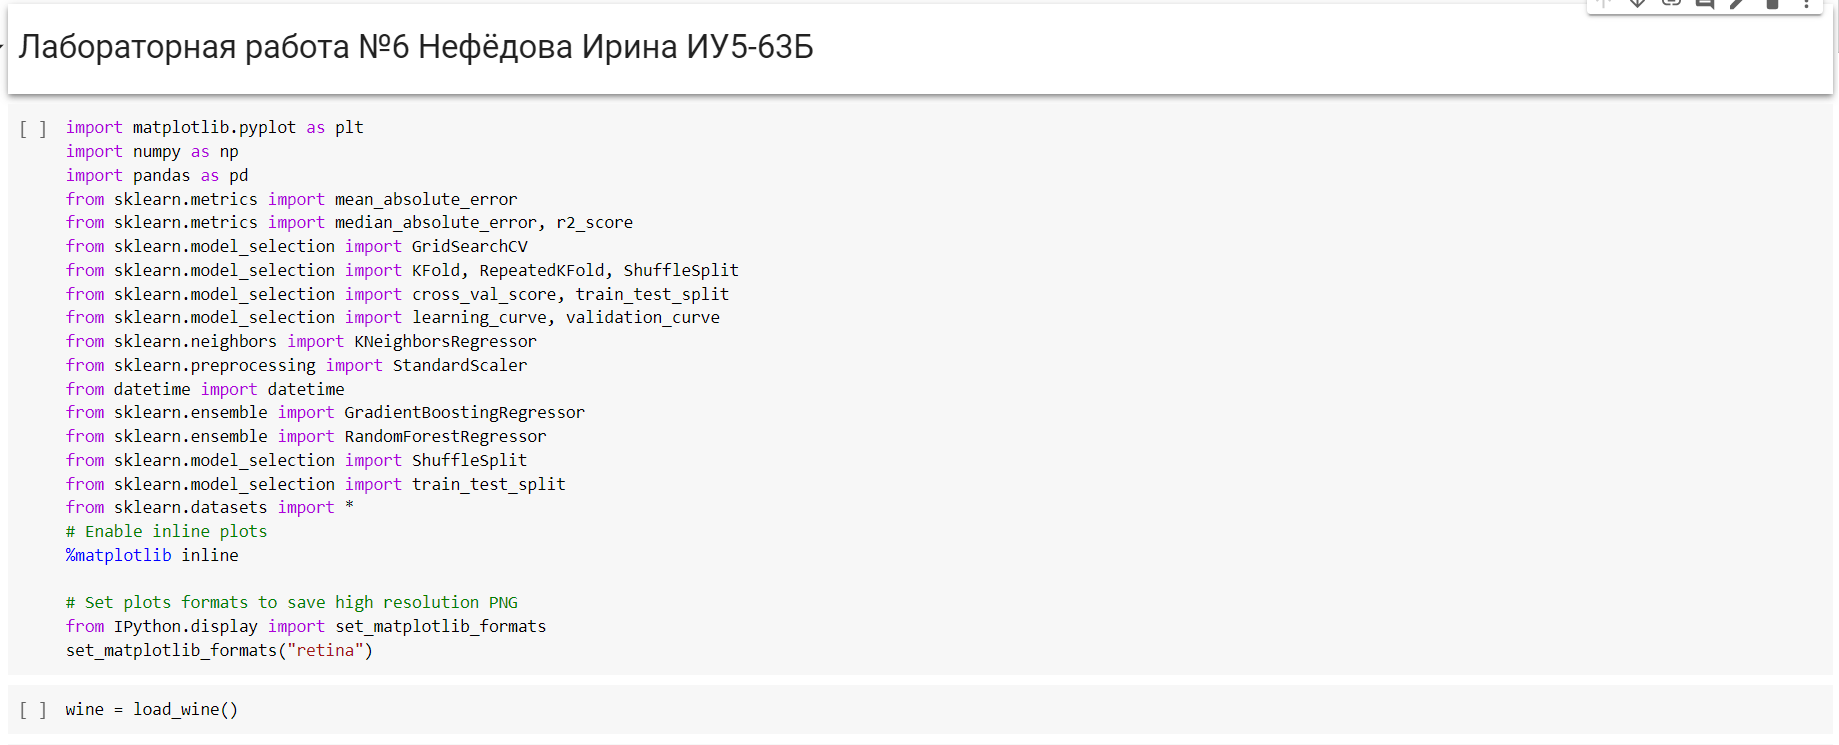 Лабораторная работа №6 Нефёдова Ирина ИУ5-63Б
[ ] import matplotlib.pyplot as plt
import numpy as np
import pandas as pd
from sklearn.metrics import mean_absolute_error
from sklearn.metrics import median_absolute_error, r2_score
from sklearn.model_selection import GridSearchCV
from sklearn.model_selection import KFold, RepeatedKFold, ShuffleSplit
from sklearn.model_selection import cross_val_score, train_test_split
from sklearn.model_selection import learning_curve, validation_curve
from sklearn.neighbors import KNeighborsRegressor
from sklearn.preprocessing import StandardScaler
from datetime import datetime
from sklearn.ensemble import GradientBoostingRegressor
from sklearn.ensemble import RandomForestRegressor
from sklearn.model_selection import ShuffleSplit
from sklearn.model_selection import train_test_split
from sklearn.datasets import *
# Enable inline plots
%matplotlib inline
# Set plots formats to save high resolution PNG
from IPython.display import set_matplotlib_formats
set_matplotlib_formats("retina")
[ ] wine = load_wine()